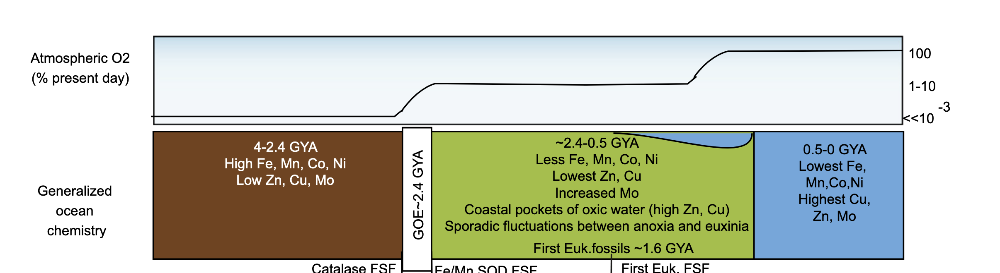 Atmospheric O2
(% present day)
100
1-10
-3
<<10
Generalized
ocean
chemistry
4-2.4 GYA
High Fe, Mn, Co, Ni
Low Zn, Cu, Mo
GOE~2.4 GYA
~2.4-0.5 GYA
Less Fe, Mn, Co, Ni
Lowest Zn, Cu
Increased Mo
Coastal pockets of oxic water (high Zn, Cu)
Sporadic fluctuations between anoxia and euxinia
First Euk.fossils ~1.6 GYA
0.5-0 GYA
Lowest Fe,
Mn,Co,Ni
Highest Cu,
Zn, Mo
Catalase FSF
Fe/Mn SOD FSF
First Euk. FSF